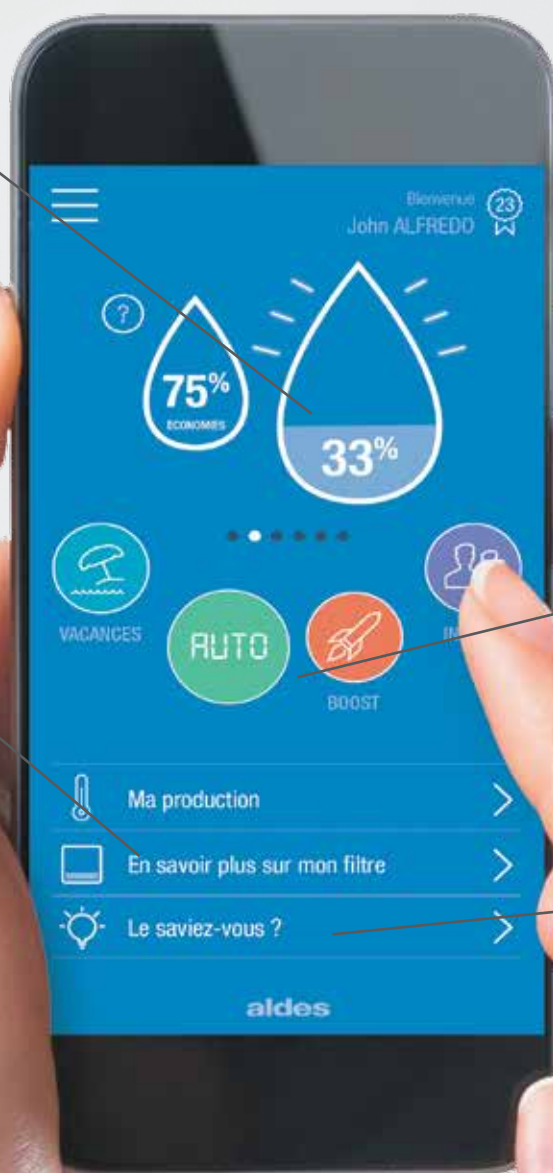 Bienvenue
John ALFREDO
23
?
75%
ECONOMIES
33%
VACANCES
AUTO
BOOST
Ma production
En savoir plus sur mon filtre
Le saviez-vous ?
aldes